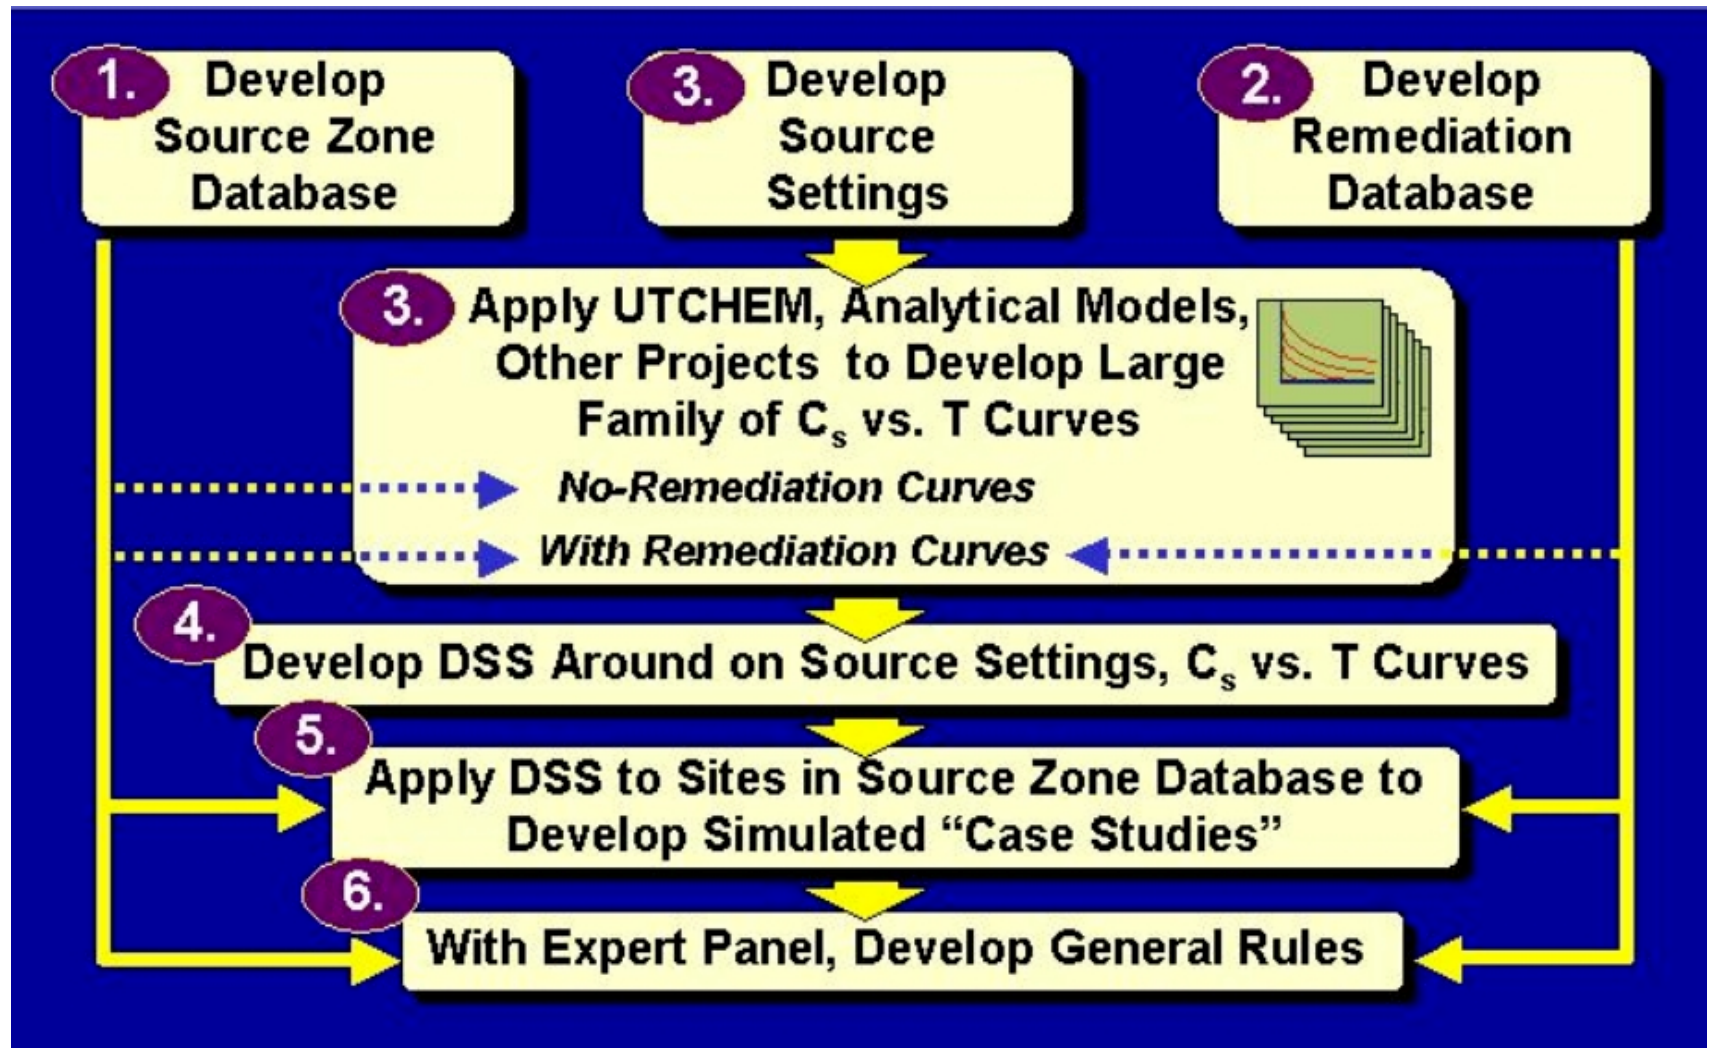 1. Develop
Source Zone
Database
3. Develop
Source
Settings
2. Develop
Remediation
Database
3. Apply UTCHEM, Analytical Models,
Other Projects to Develop Large
Family of Cs vs. T Curves
No-Remediation Curves
With Remediation Curves
4.
Develop DSS Around on Source Settings, Cs vs. T Curves
5.
Apply DSS to Sites in Source Zone Database to
Develop Simulated “Case Studies”
6.
With Expert Panel, Develop General Rules